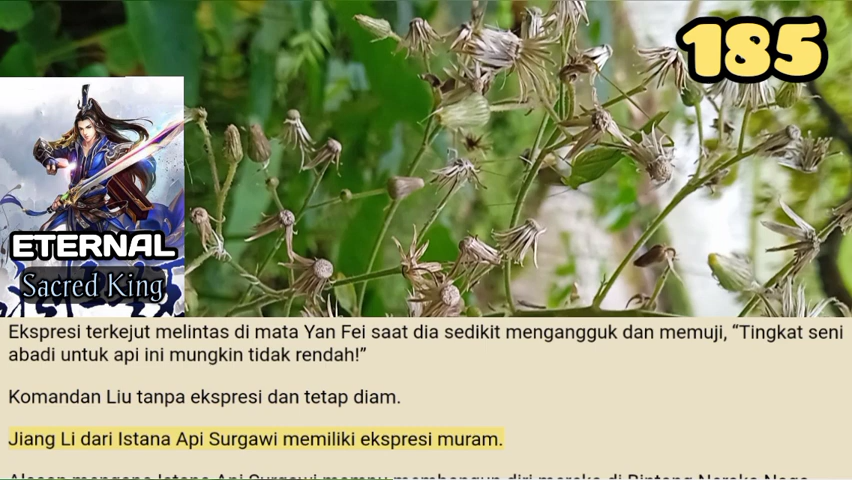 185
ETERNAL
Sacred King
Ekspresi terkejut melintas di mata Yan Fei saat dia sedikit mengangguk dan memuji, “Tingkat seni
abadi untuk api ini mungkin tidak rendah!”
Komandan Liu tanpa ekspresi dan tetap diam.
Jiang Li dari Istana Api Surgawi memiliki ekspresi muram.